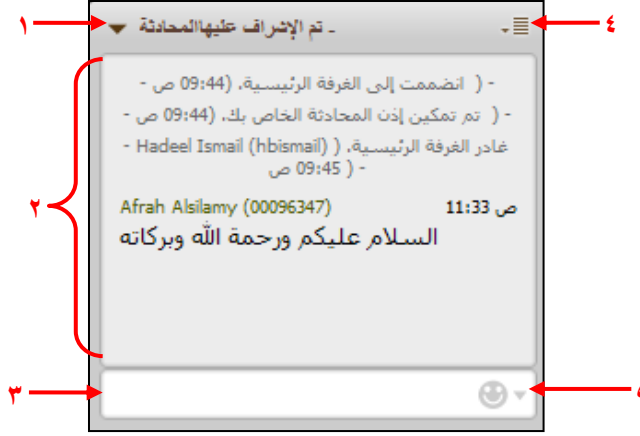 ١
٤
ـ تم الإشراف عليهاالمحادثة
- ( انضممت إلى الغرفة الرئيسية، (09:44 ص -
- ( تم تمكين إذن المحادثة الخاص بك، (09:44 ص -
غادر الغرفة الرئيسية، ( Hadeel Ismail (hbismail) -
- ( 09:45 ص
٢
Afrah Alsilamy (00096347) 11:33 ص
السلام عليكم ورحمة الله وبركاته
٣